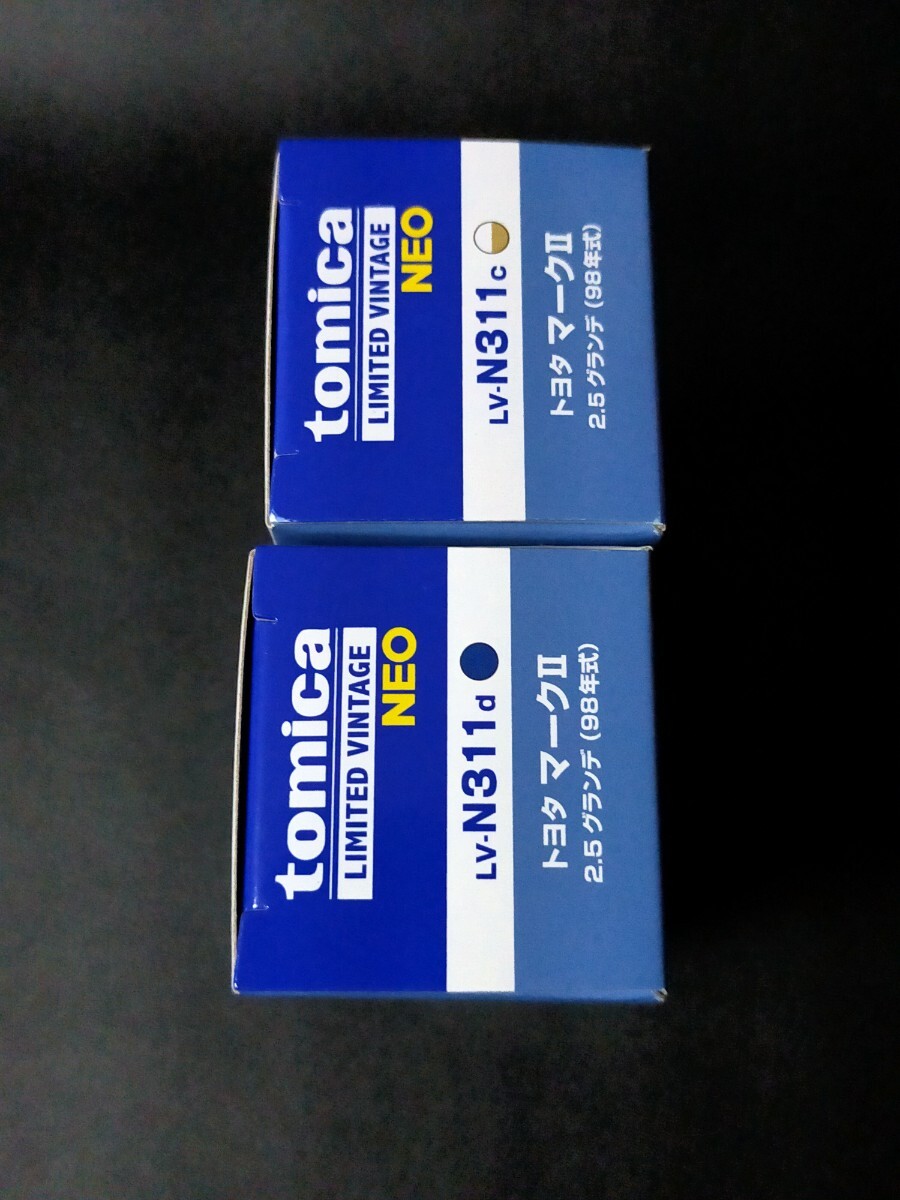 tomica
LIMITED VINTAGE
NEO
LV-N311c
トヨタ マークII
2.5 グランデ (98年式)
tomica
LIMITED VINTAGE
NEO
LV-N311d
トヨタ マークII
2.5 グランデ (98年式)